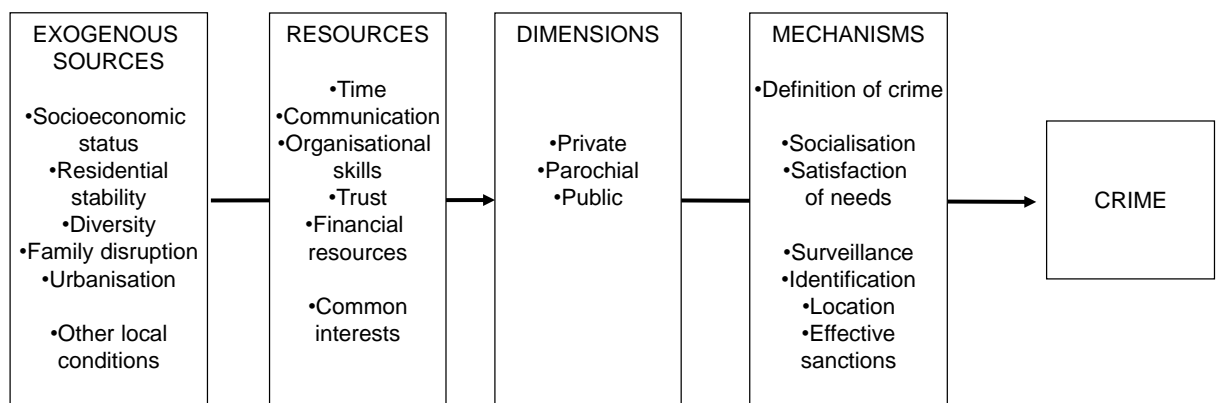 EXOGENOUS
SOURCES
•Socioeconomic
status
•Residential
stability
•Diversity
•Family disruption
•Urbanisation
•Other local
conditions
RESOURCES
•Time
•Communication
•Organisational
skills
•Trust
•Financial
resources
•Common
interests
DIMENSIONS
•Private
•Parochial
•Public
MECHANISMS
•Definition of crime
•Socialisation
•Satisfaction
of needs
•Surveillance
•Identification
•Location
•Effective
sanctions
CRIME